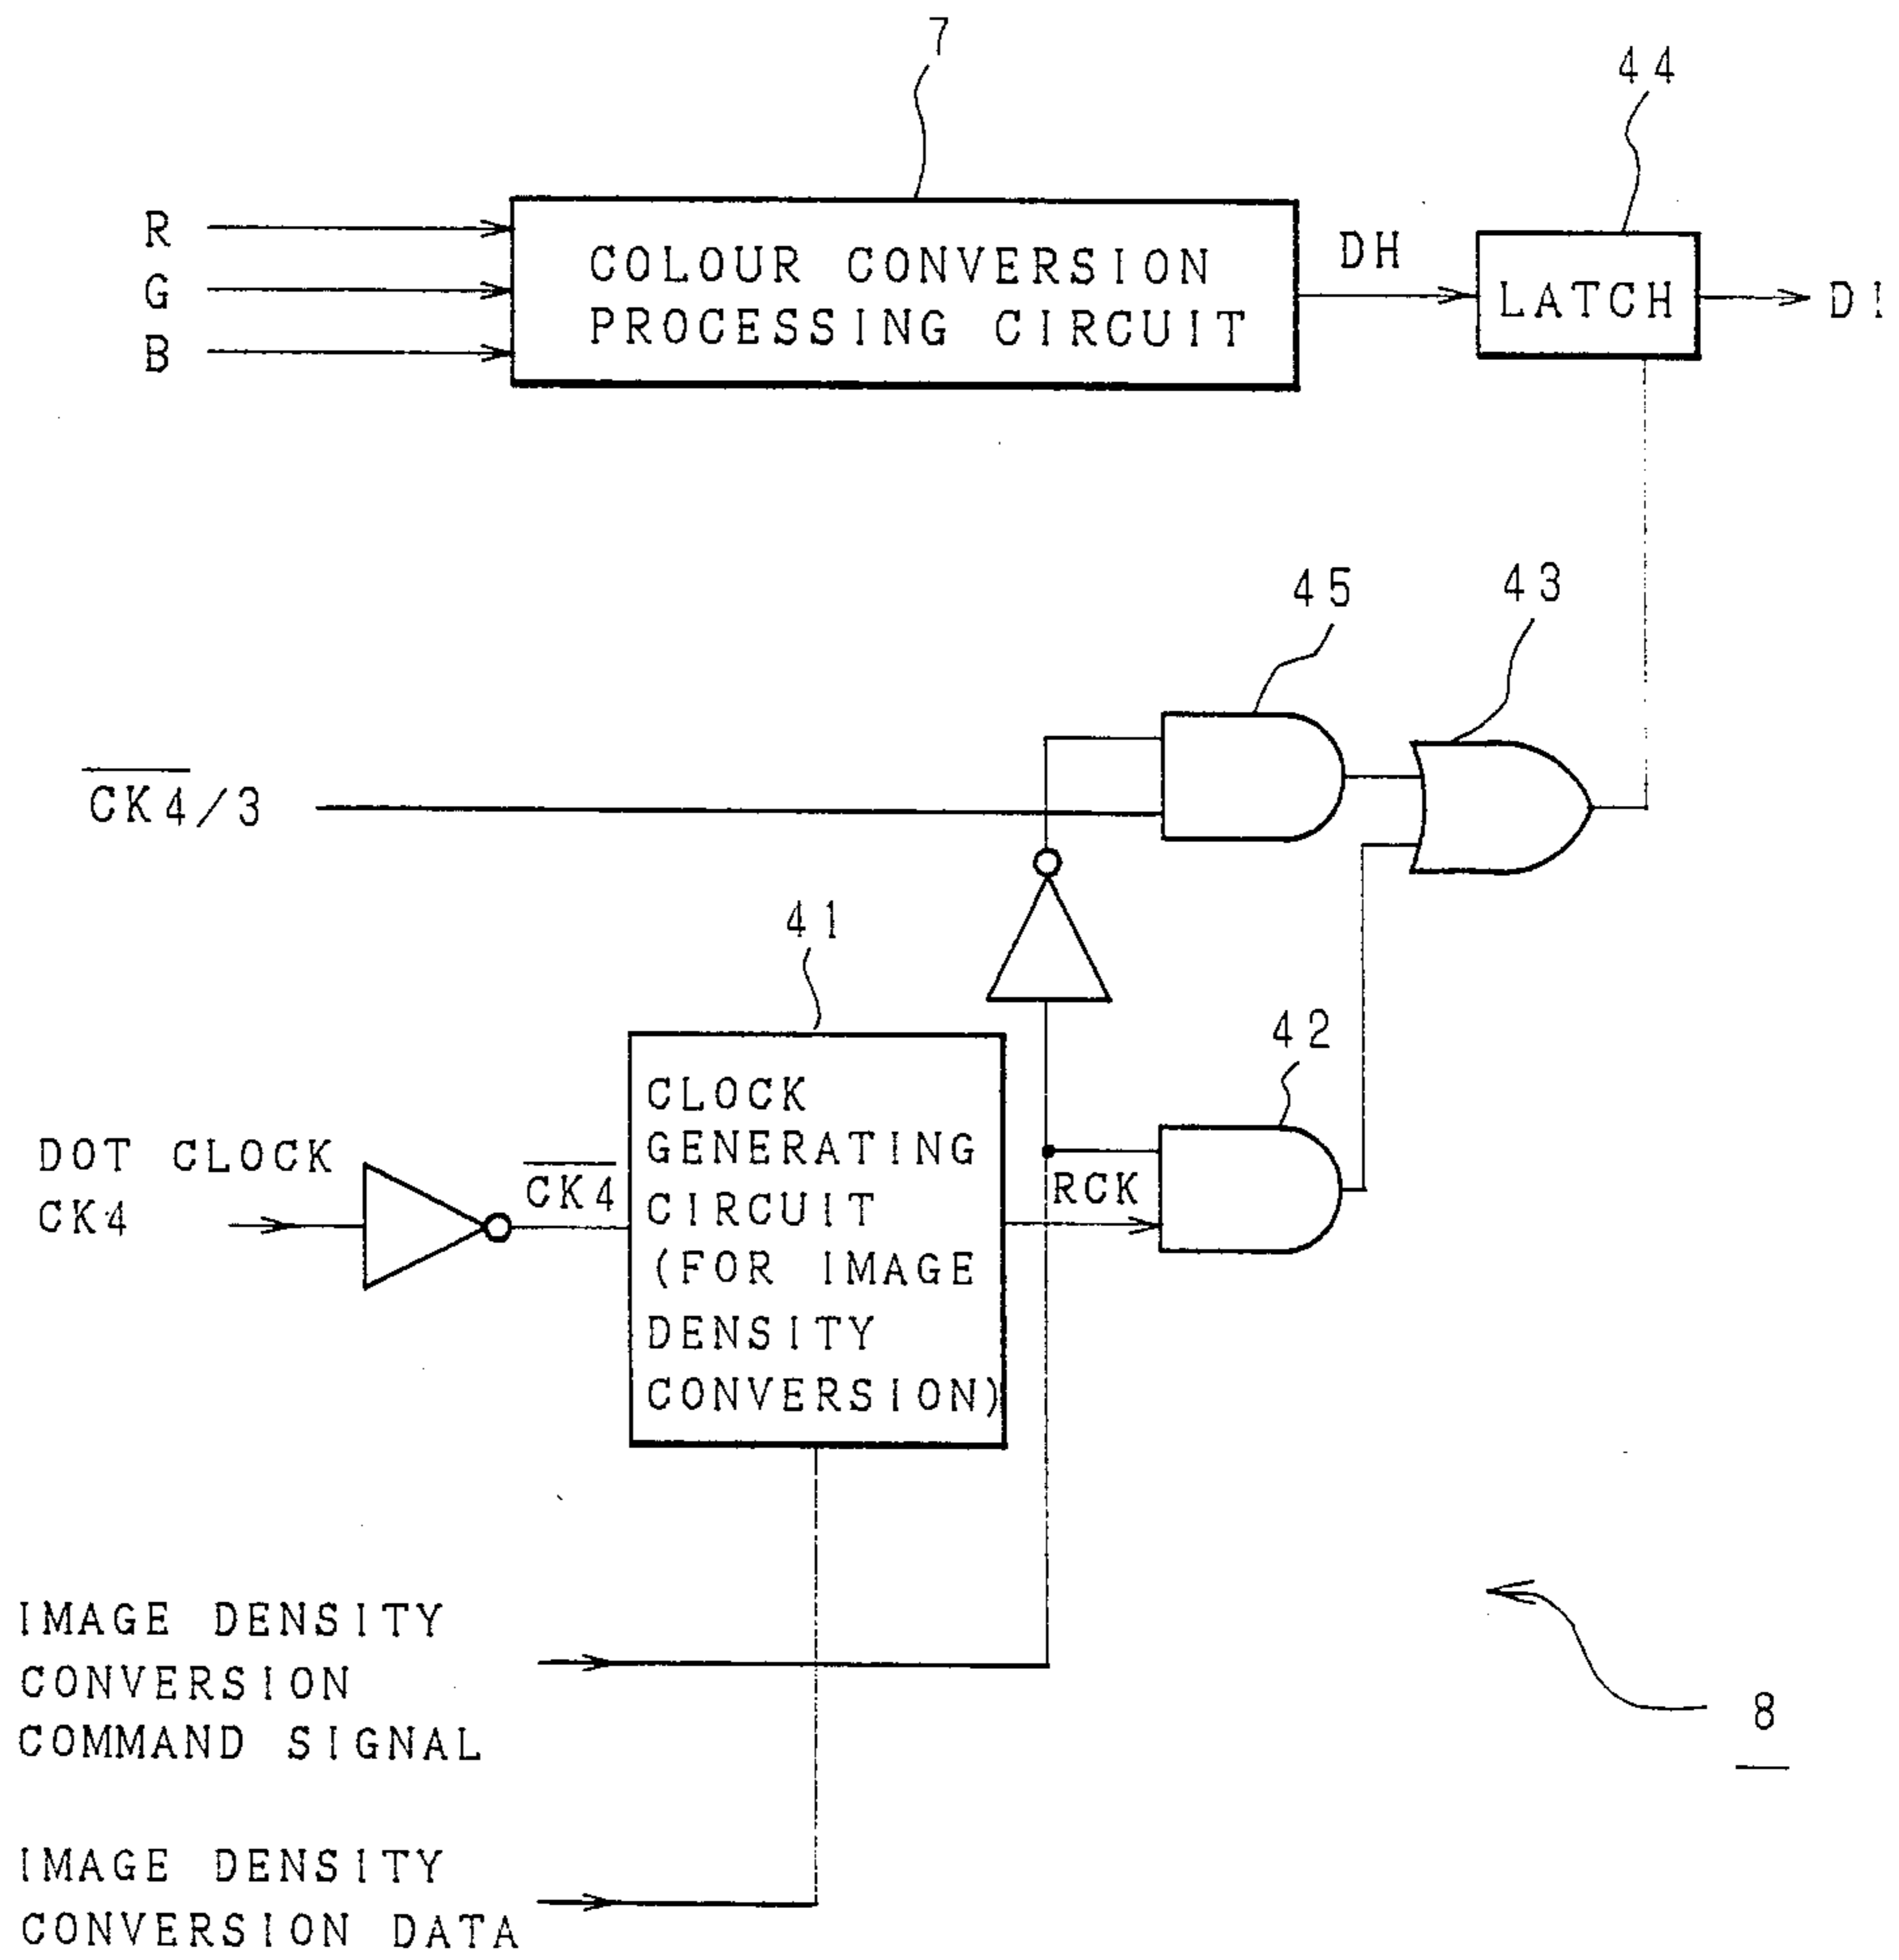 7
44
R
G
B
COLOUR CONVERSION
PROCESSING CIRCUIT
DH
LATCH
DI
45
43
CK4/3
41
42
DOT CLOCK
CK4
CK4
CLOCK
GENERATING
CIRCUIT
(FOR IMAGE
DENSITY
CONVERSION)
RCK
IMAGE DENSITY
CONVERSION
COMMAND SIGNAL
8
IMAGE DENSITY
CONVERSION DATA